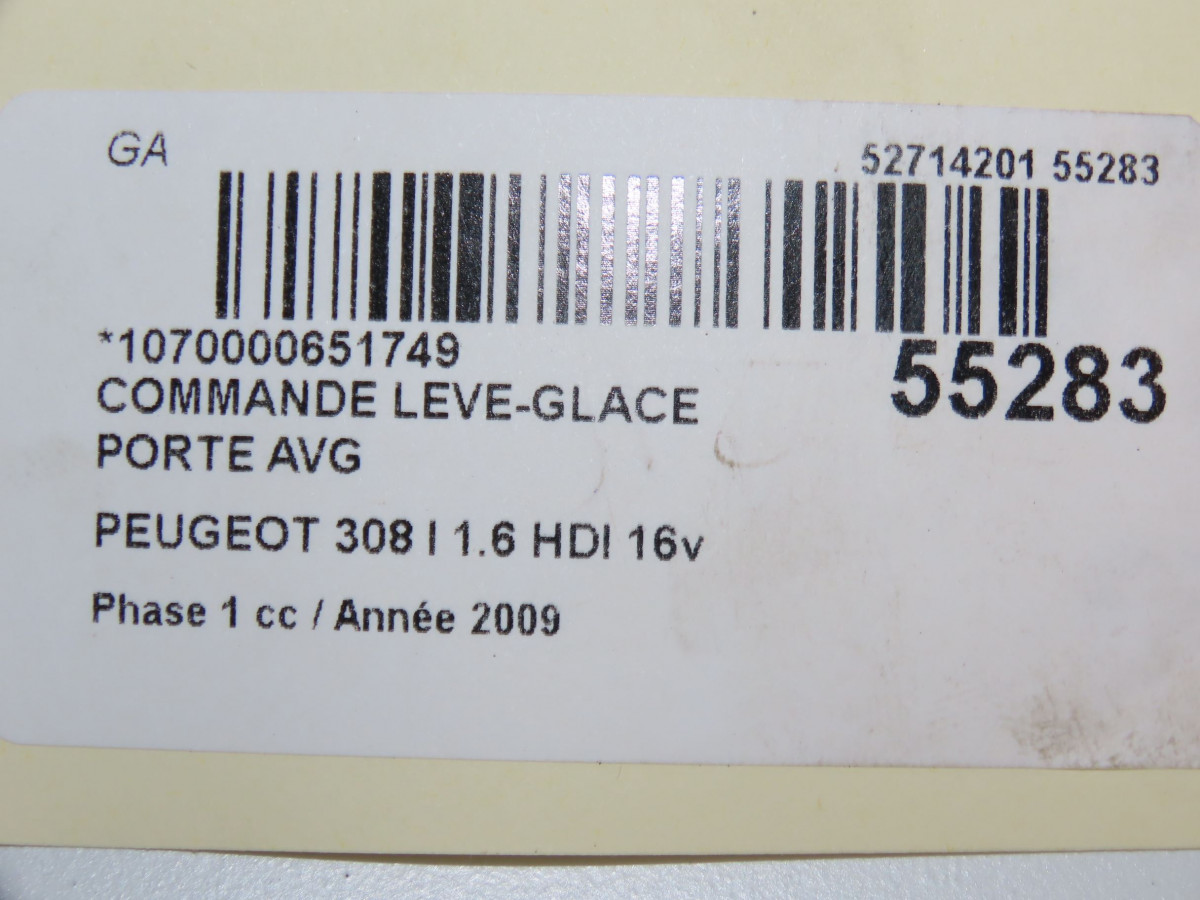 GA
52714201 55283
*1070000651749
55283
COMMANDE LEVE-GLACE
PORTE AVG
PEUGEOT 308 I 1.6 HDI 16v
Phase 1 cc / Année 2009